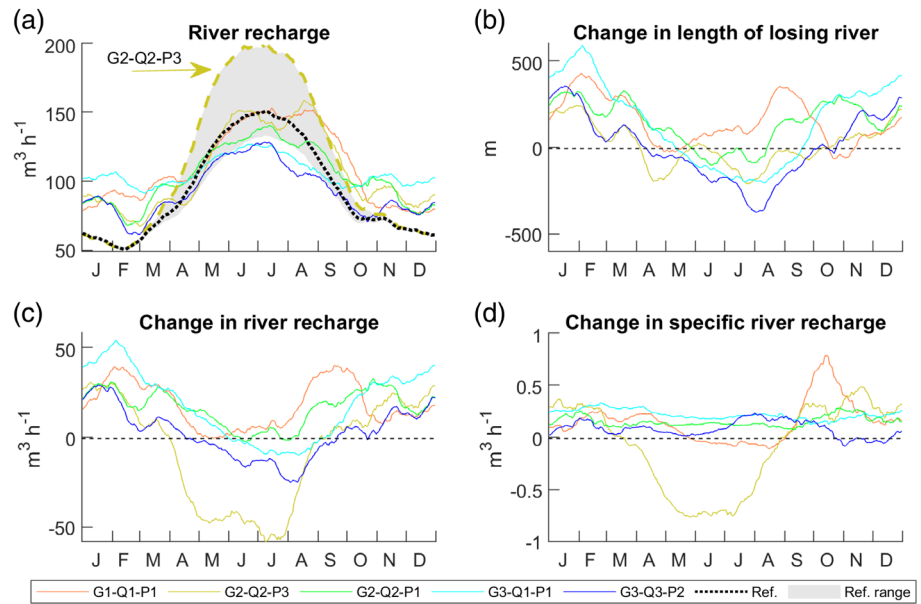 (a)
River recharge
200
150
100
50
m³ h⁻¹
G2-Q2-P3
J F M A M J J A S O N D
(b)
Change in length of losing river
500
0
-500
m
J F M A M J J A S O N D
(c)
Change in river recharge
50
0
-50
m³ h⁻¹
J F M A M J J A S O N D
(d)
Change in specific river recharge
1
0.5
0
-0.5
-1
m³ h⁻¹
J F M A M J J A S O N D
G1-Q1-P1 G2-Q2-P3 G2-Q2-P1 G3-Q1-P1 G3-Q3-P2 Ref. Ref. range